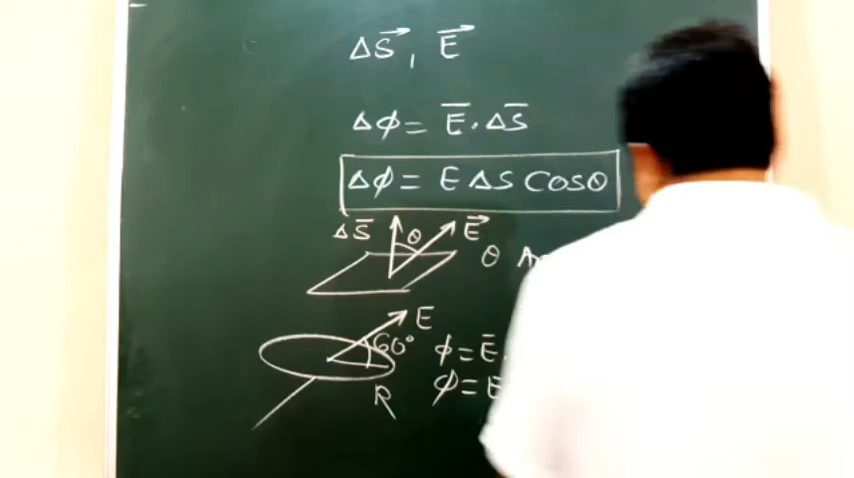 ΔS⃗, E⃗
Δϕ = E̅ · ΔS̅
Δϕ = E ΔS Cosθ
ΔS̅ θ E⃗
θ
E
60°
ϕ = E̅
ϕ = E
R